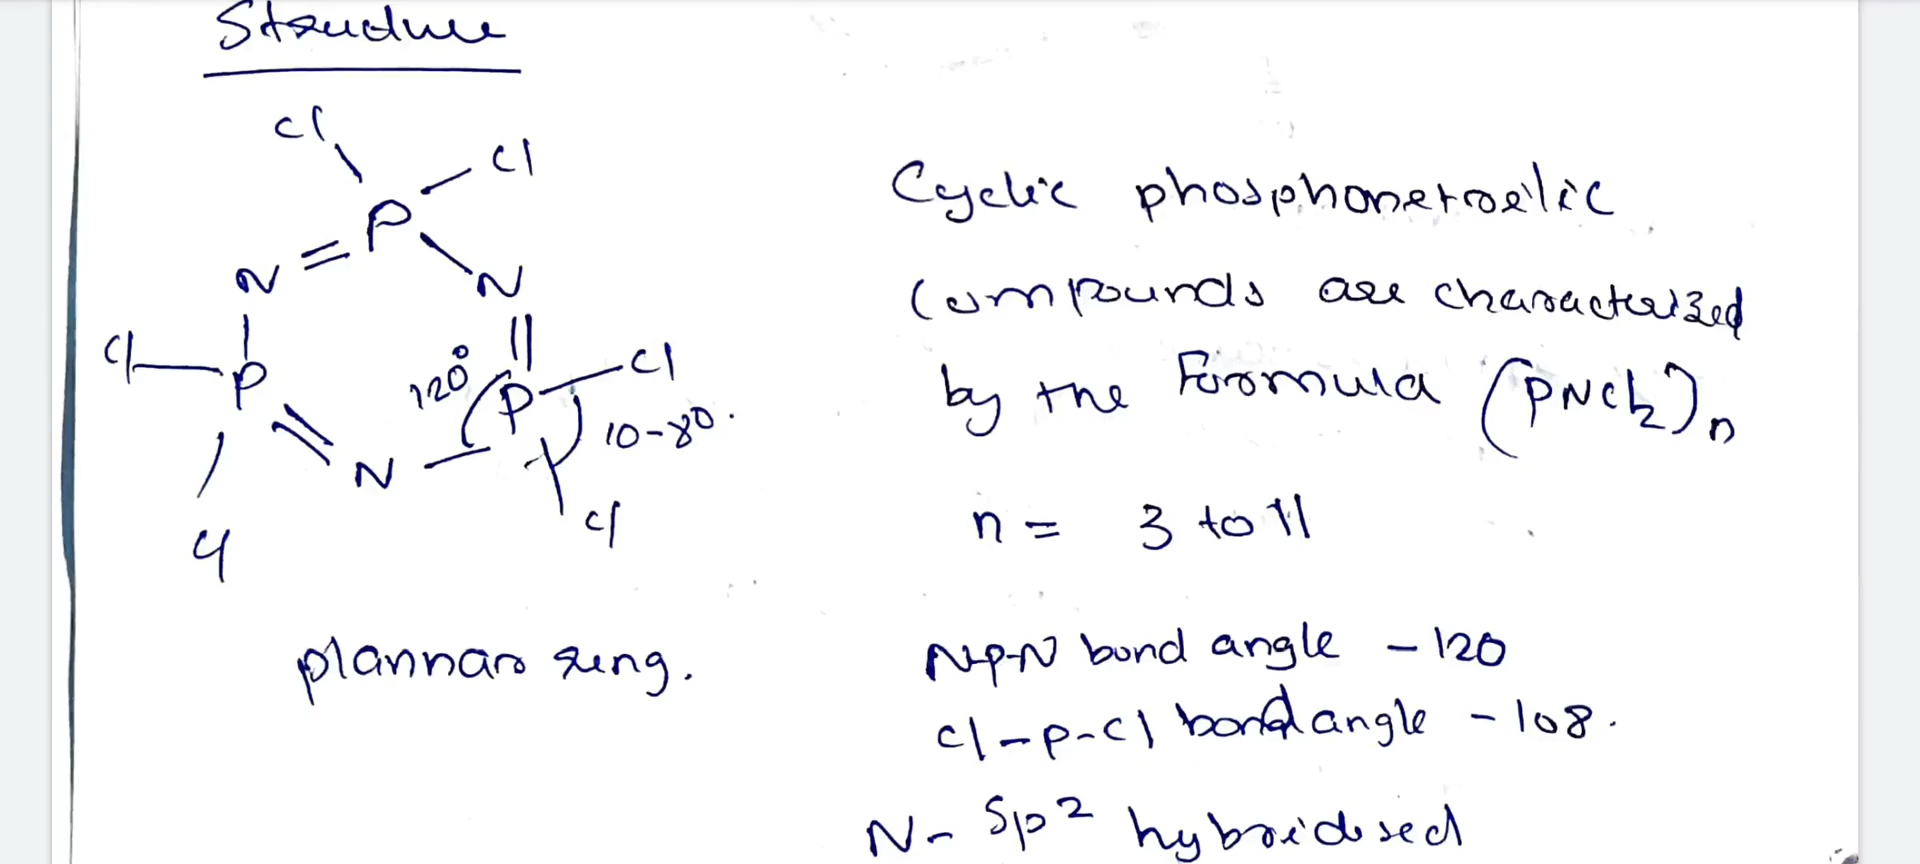 Structure
Cl
Cl
P
N
N
Cl
P
120°
P
Cl
10-80.
N
Cl
Cl
plannar ring.
Cyclic phosphonetroelic
Compounds are characterized
by the Formula (PNCl2)n
n = 3 to 11
N-P-N bond angle - 120
Cl-P-Cl bond angle - 108.
N- Sp2 hybridised